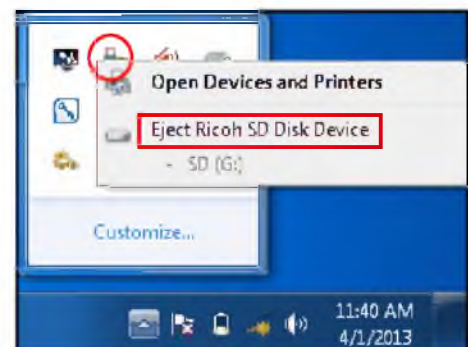 Open Devices and Printers
Eject Ricoh SD Disk Device
- SD (G:)
Customize...
11:40 AM
4/1/2013